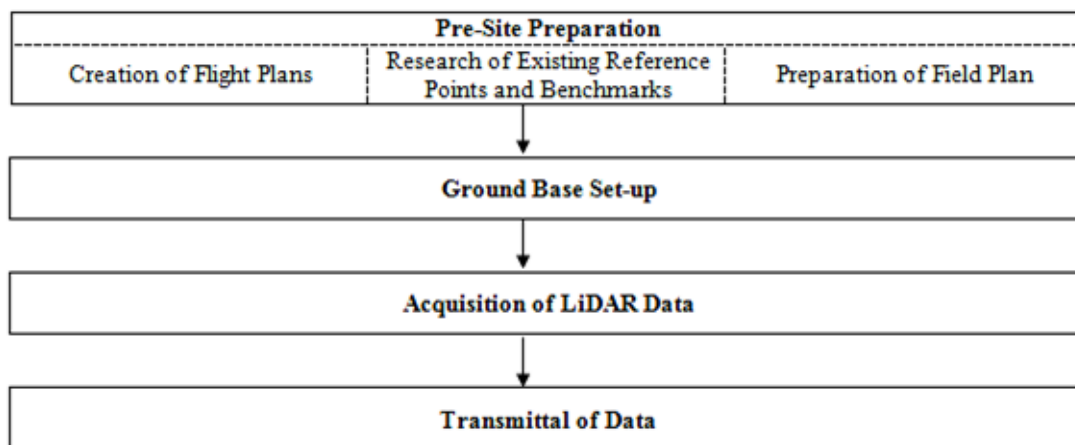 Pre-Site Preparation
Creation of Flight Plans
Research of Existing Reference
Points and Benchmarks
Preparation of Field Plan
Ground Base Set-up
Acquisition of LiDAR Data
Transmittal of Data